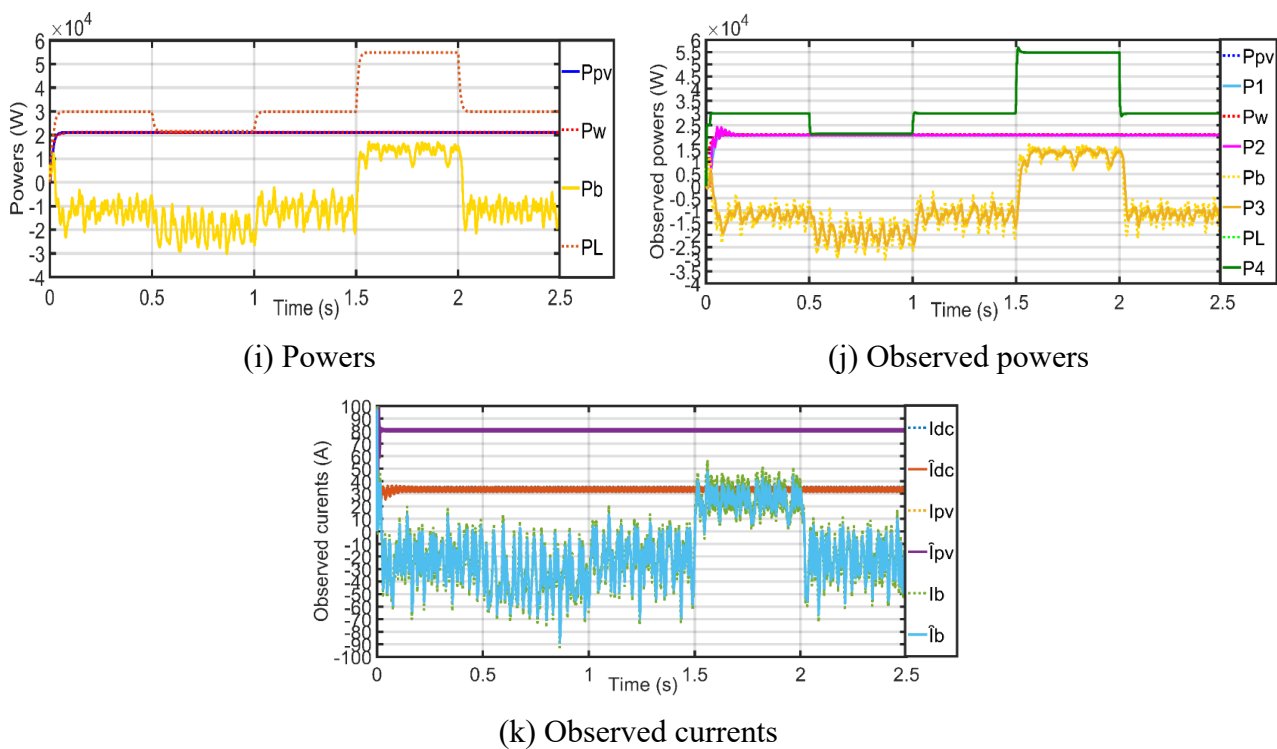 ×10⁴
6
5
4
3
2
1
0
-1
-2
-3
-4
Powers (W)
0
0.5
1
1.5
2
2.5
Time (s)
Ppv
Pw
Pb
PL
(i) Powers
×10⁴
6
5.5
5
4.5
4
3.5
3
2.5
2
1.5
1
0.5
0
-0.5
-1
-1.5
-2
-2.5
-3
-3.5
-4
Observed powers (W)
0
0.5
1
1.5
2
2.5
Time (s)
Ppv
P1
Pw
P2
Pb
P3
PL
P4
(j) Observed powers
100
90
80
70
60
50
40
30
20
10
0
-10
-20
-30
-40
-50
-60
-70
-80
-90
-100
Observed curents (A)
0
0.5
1
1.5
2
2.5
Time (s)
Idc
Îdc
Ipv
Îpv
Ib
Îb
(k) Observed currents